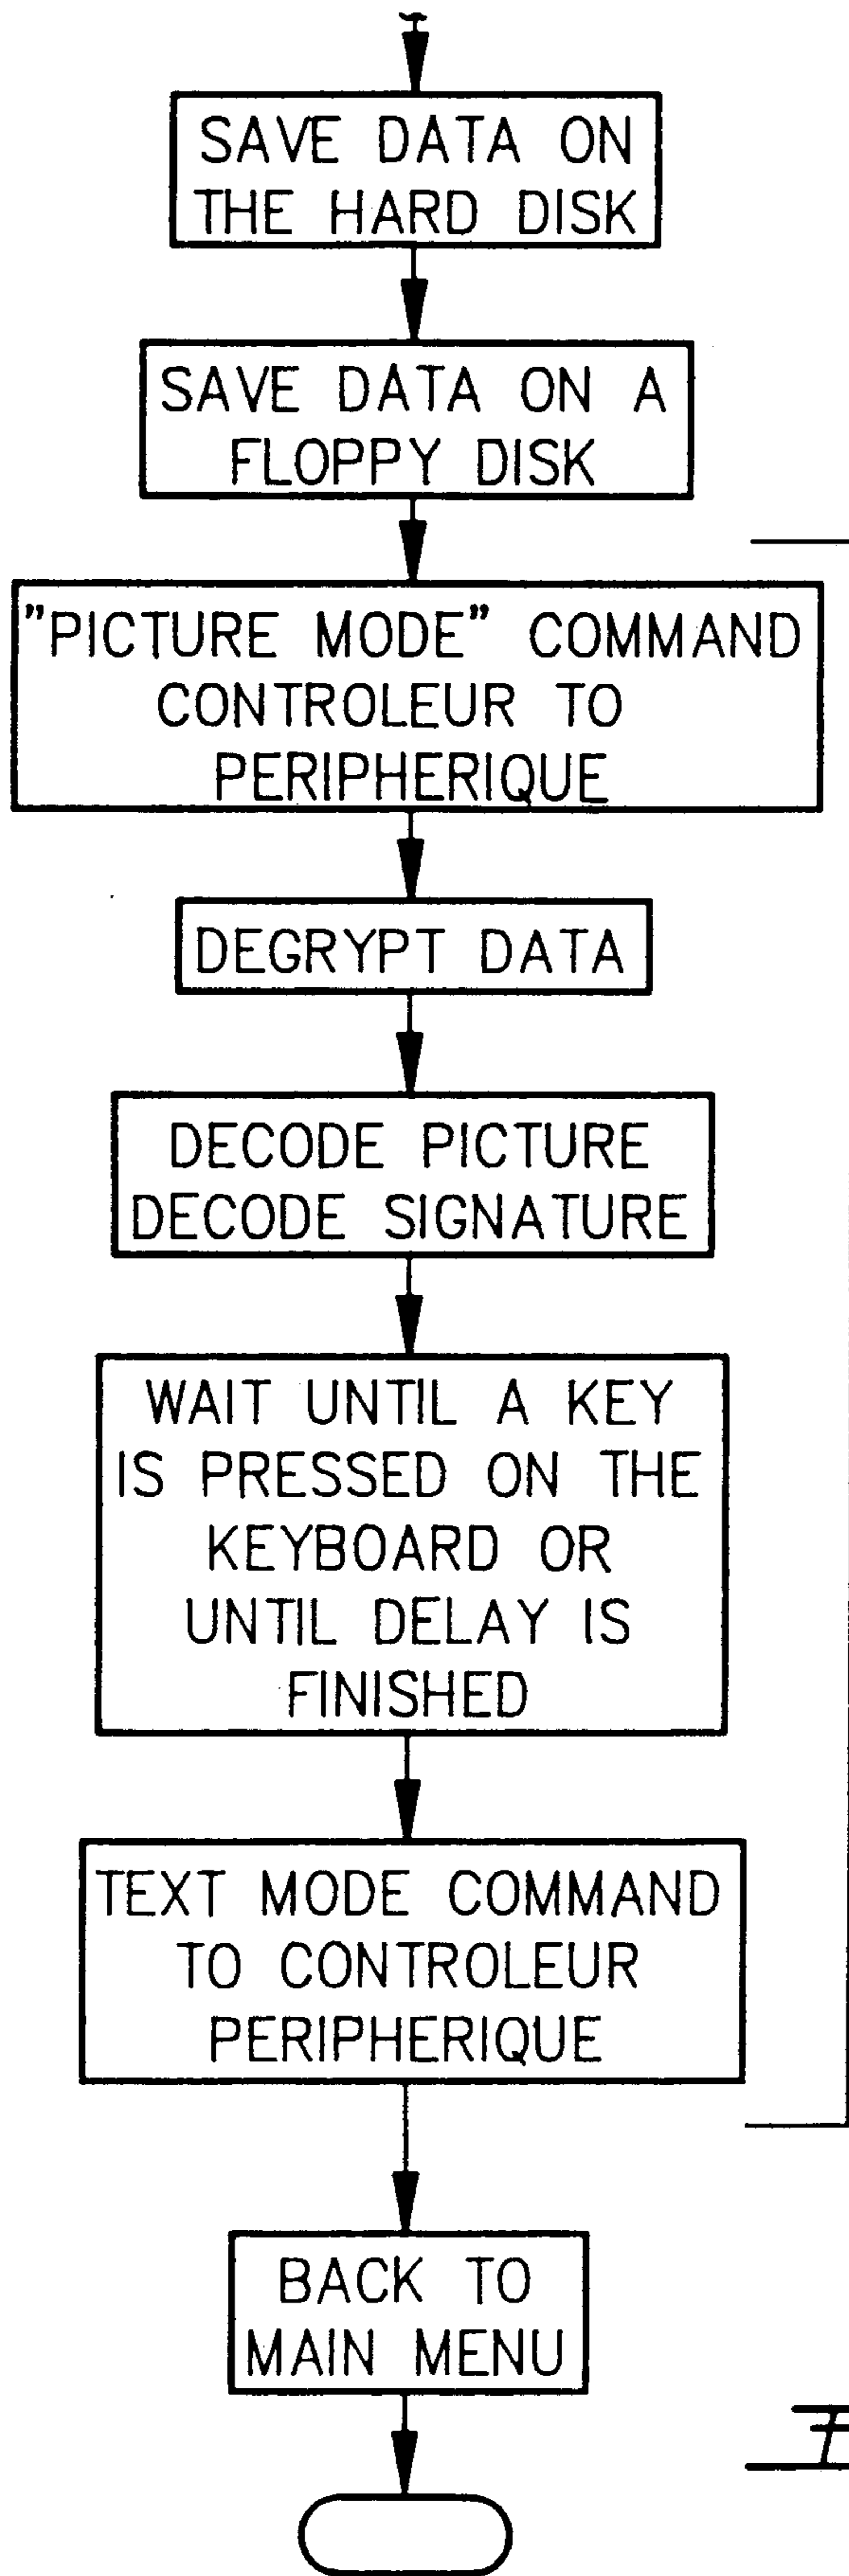 SAVE DATA ON
THE HARD DISK
SAVE DATA ON A
FLOPPY DISK
"PICTURE MODE" COMMAND
CONTROLEUR TO
PERIPHERIQUE
DEGRYPT DATA
DECODE PICTURE
DECODE SIGNATURE
WAIT UNTIL A KEY
IS PRESSED ON THE
KEYBOARD OR
UNTIL DELAY IS
FINISHED
TEXT MODE COMMAND
TO CONTROLEUR
PERIPHERIQUE
BACK TO
MAIN MENU